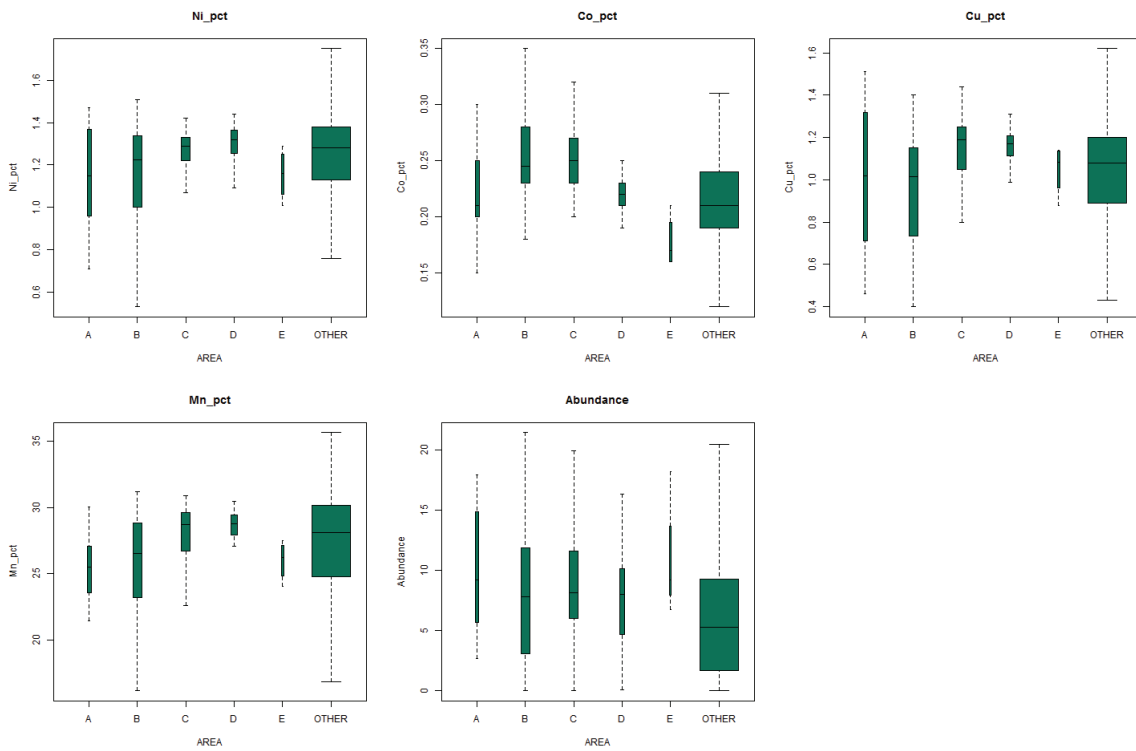 Ni_pct
Co_pct
Cu_pct
Ni_pct
0.6
0.8
1.0
1.2
1.4
1.6
A B C D E OTHER
AREA
Co_pct
0.15
0.20
0.25
0.30
0.35
A B C D E OTHER
AREA
Cu_pct
0.4
0.6
0.8
1.0
1.2
1.4
1.6
A B C D E OTHER
AREA
Mn_pct
Abundance
Mn_pct
20
25
30
35
A B C D E OTHER
AREA
Abundance
0
5
10
15
20
A B C D E OTHER
AREA